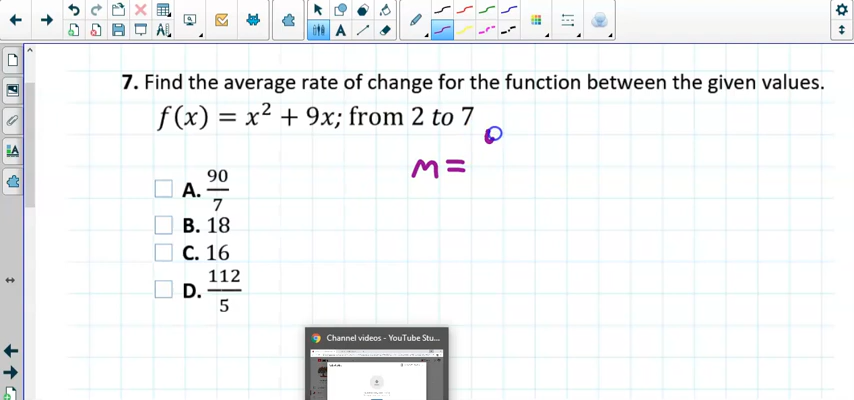 7. Find the average rate of change for the function between the given values.
f(x) = x² + 9x; from 2 to 7
m =
A. 90/7
B. 18
C. 16
D. 112/5
Channel videos - YouTube Stu...